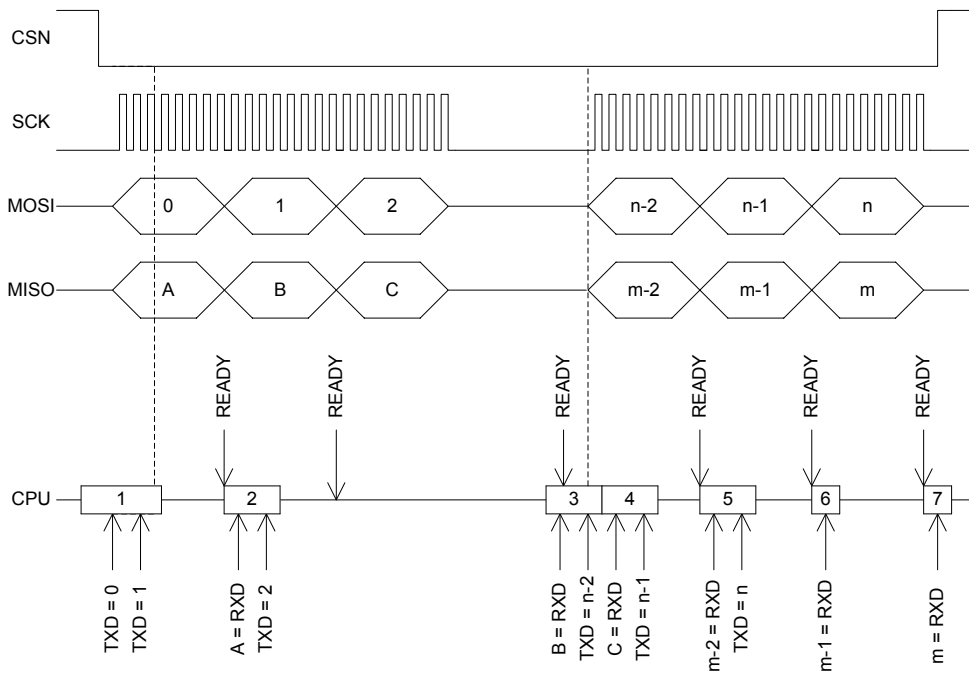 CSN
SCK
MOSI
0
1
2
n-2
n-1
n
MISO
A
B
C
m-2
m-1
m
READY
READY
READY
READY
READY
READY
CPU
1
2
3
4
5
6
7
TXD = 0
TXD = 1
A = RXD
TXD = 2
B = RXD
TXD = n-2
C = RXD
TXD = n-1
m-2 = RXD
TXD = n
m-1 = RXD
m = RXD